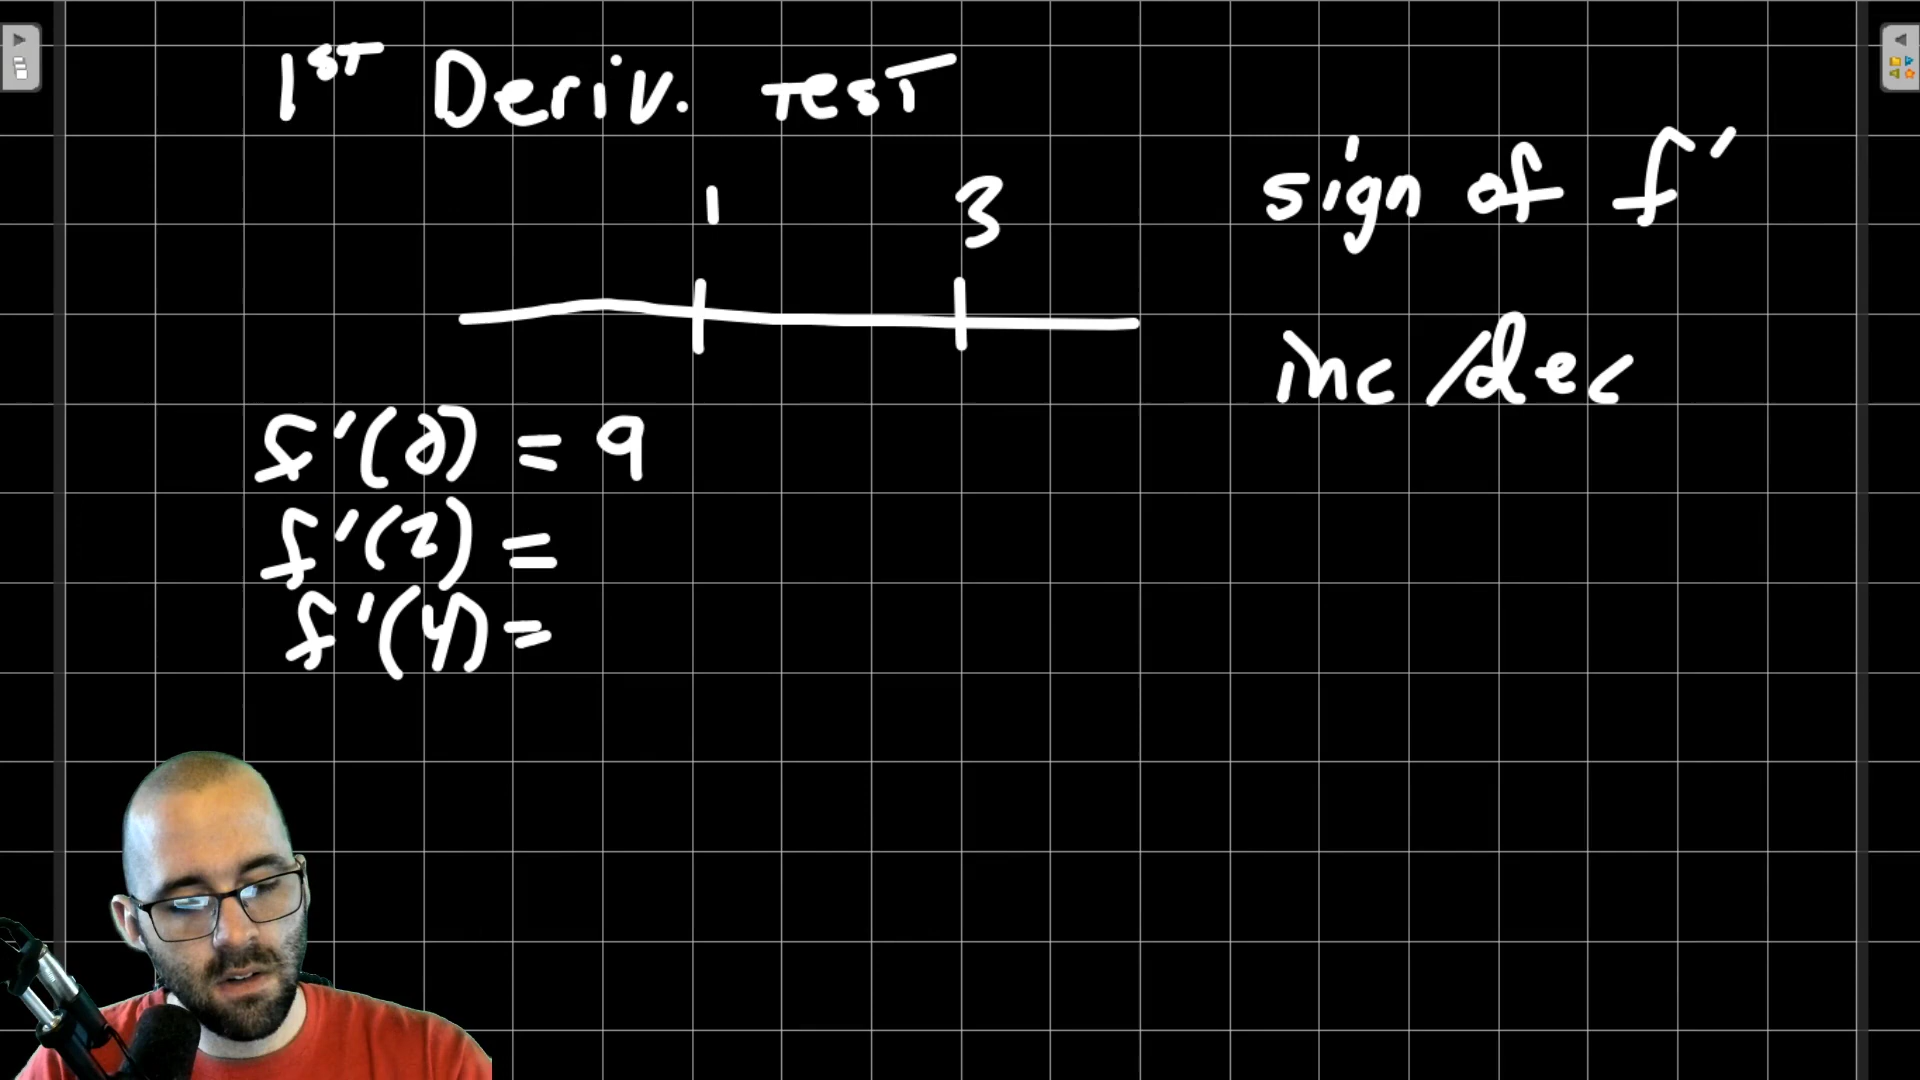 1st Deriv. test
1 3
sign of f'
inc/dec
f'(0) = 9
f'(2) =
f'(4) =